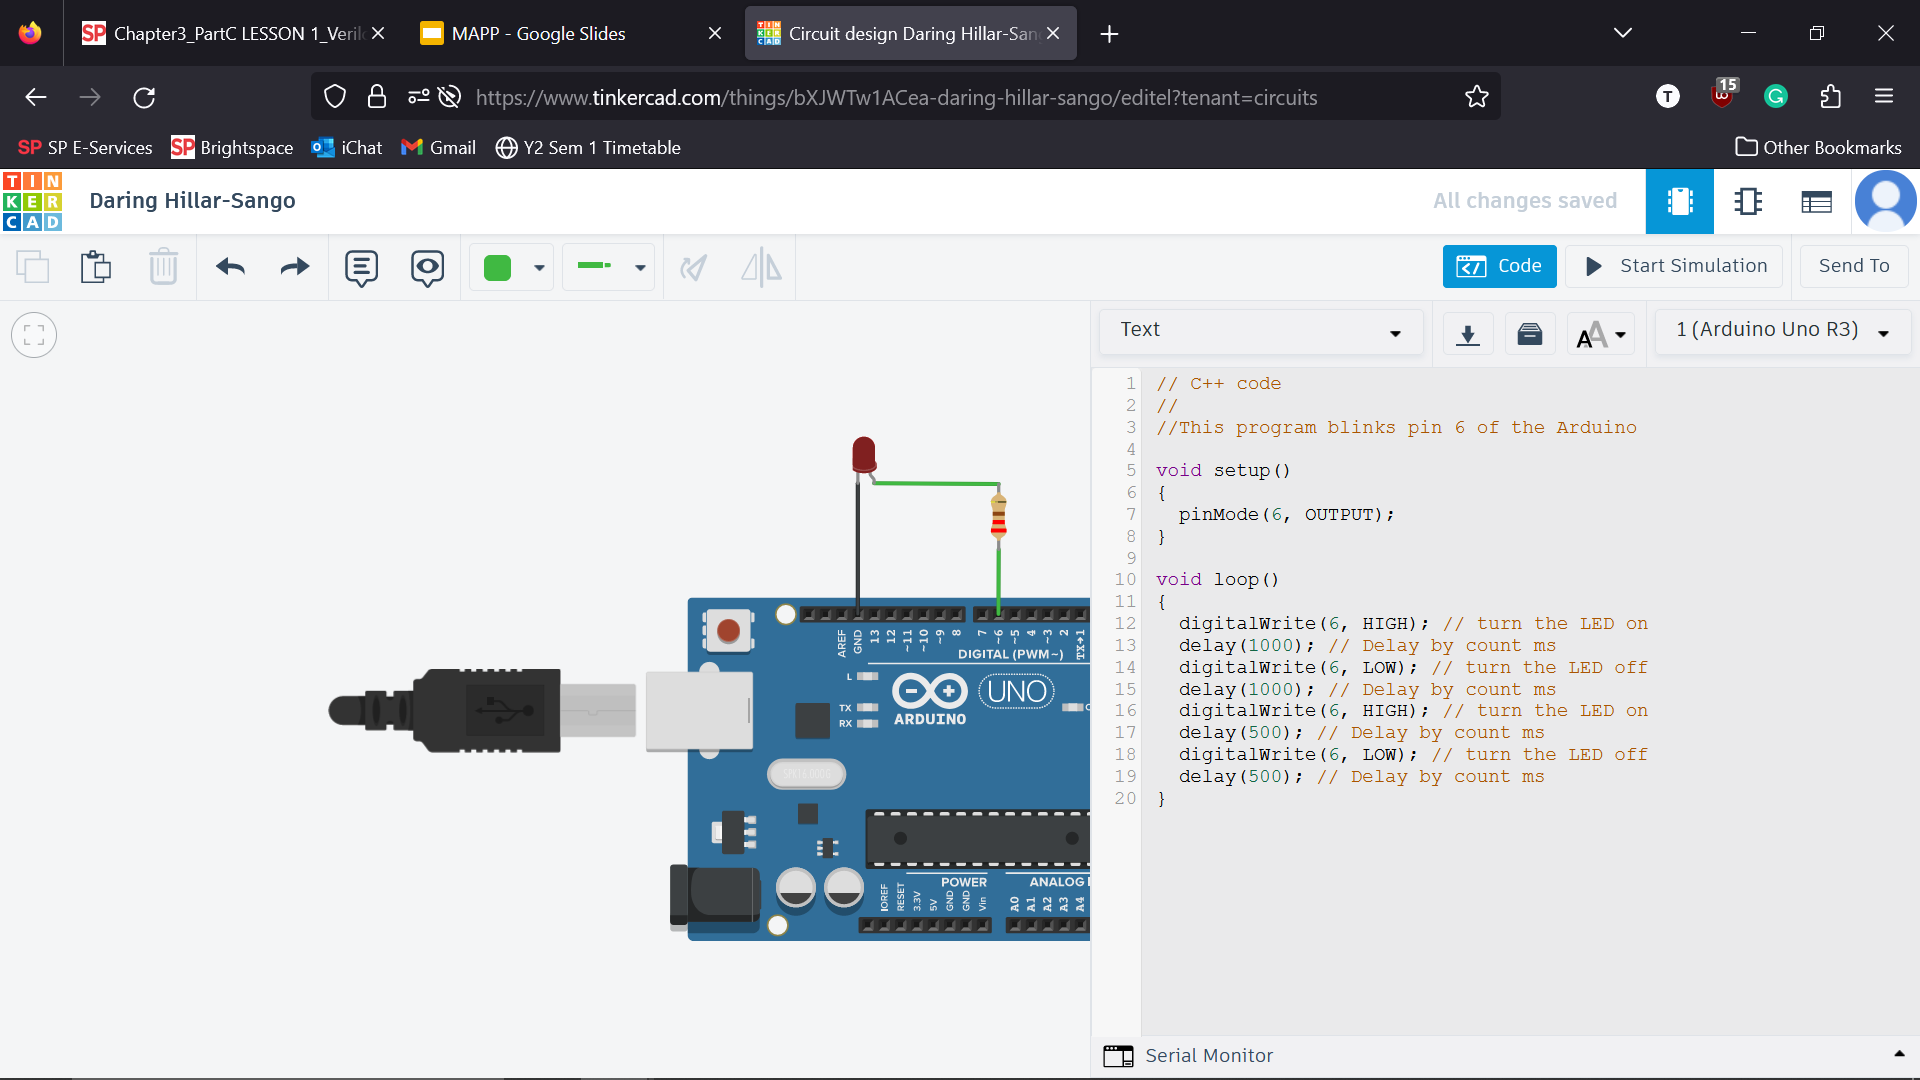 Chapter3_PartC LESSON 1_Veril
MAPP - Google Slides
Circuit design Daring Hillar-San
https://www.tinkercad.com/things/bXJWTw1ACea-daring-hillar-sango/editel?tenant=circuits
T
15
G
SP SP E-Services
SP Brightspace
iChat
Gmail
Y2 Sem 1 Timetable
Other Bookmarks
TINKERCAD
Daring Hillar-Sango
All changes saved
Code
Start Simulation
Send To
Text
1 (Arduino Uno R3)
1 // C++ code
2 //
3 //This program blinks pin 6 of the Arduino
4
5 void setup()
6 {
7 pinMode(6, OUTPUT);
8 }
9
10 void loop()
11 {
12 digitalWrite(6, HIGH); // turn the LED on
13 delay(1000); // Delay by count ms
14 digitalWrite(6, LOW); // turn the LED off
15 delay(1000); // Delay by count ms
16 digitalWrite(6, HIGH); // turn the LED on
17 delay(500); // Delay by count ms
18 digitalWrite(6, LOW); // turn the LED off
19 delay(500); // Delay by count ms
20 }
AREF GND 13 12 ~11 ~10 ~9 8 7 ~6 ~5 4 ~3 2 TX→1
DIGITAL (PWM~)
L
TX
RX
ARDUINO
UNO
POWER
ANALOG
IOREF RESET 3.3V 5V GND GND Vin A0 A1 A2 A3 A4
Serial Monitor